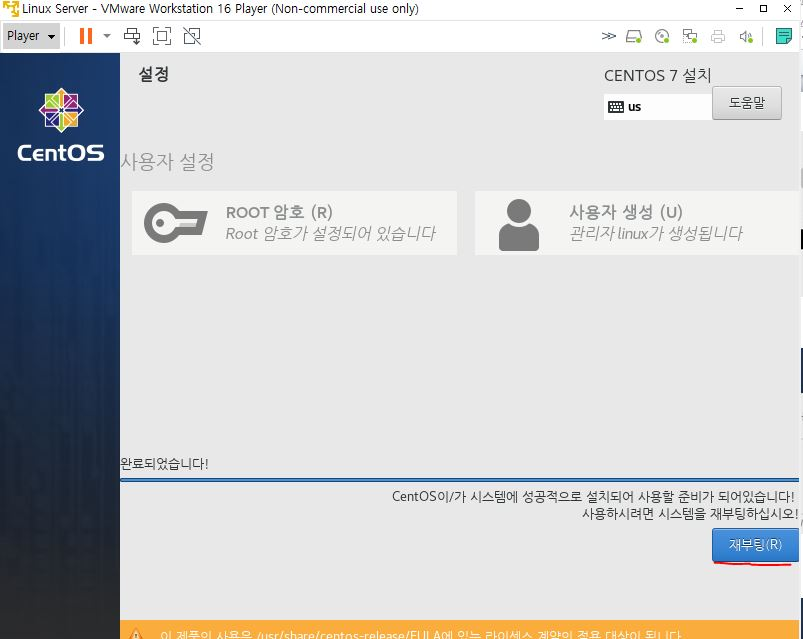 Linux Server - VMware Workstation 16 Player (Non-commercial use only)
Player
설정
CENTOS 7 설치
us
도움말
CentOS
사용자 설정
ROOT 암호 (R)
Root 암호가 설정되어 있습니다
사용자 생성 (U)
관리자 linux가 생성됩니다
완료되었습니다!
CentOS이/가 시스템에 성공적으로 설치되어 사용할 준비가 되어있습니다!
사용하시려면 시스템을 재부팅하십시오!
재부팅(R)
이 제품의 사용은 /usr/share/centos-release/EULA에 있는 라이센스 계약의 적용 대상이 됩니다.